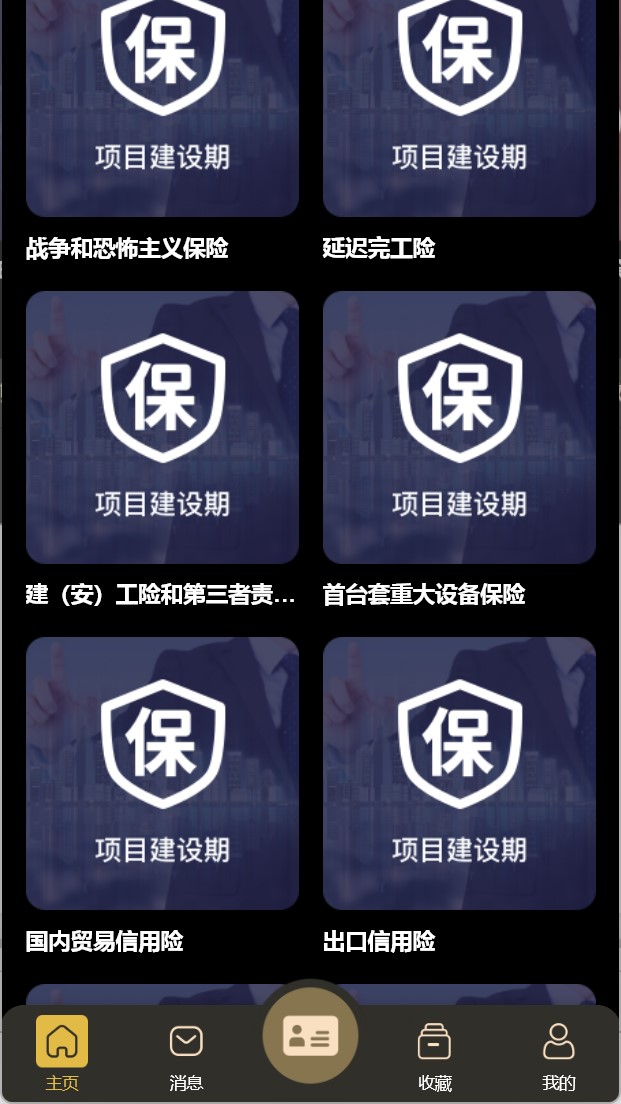 保
保
项目建设期
项目建设期
战争和恐怖主义保险
延迟完工险
保
保
项目建设期
项目建设期
建（安）工险和第三者责...
首台套重大设备保险
保
保
项目建设期
项目建设期
国内贸易信用险
出口信用险
主页
消息
收藏
我的